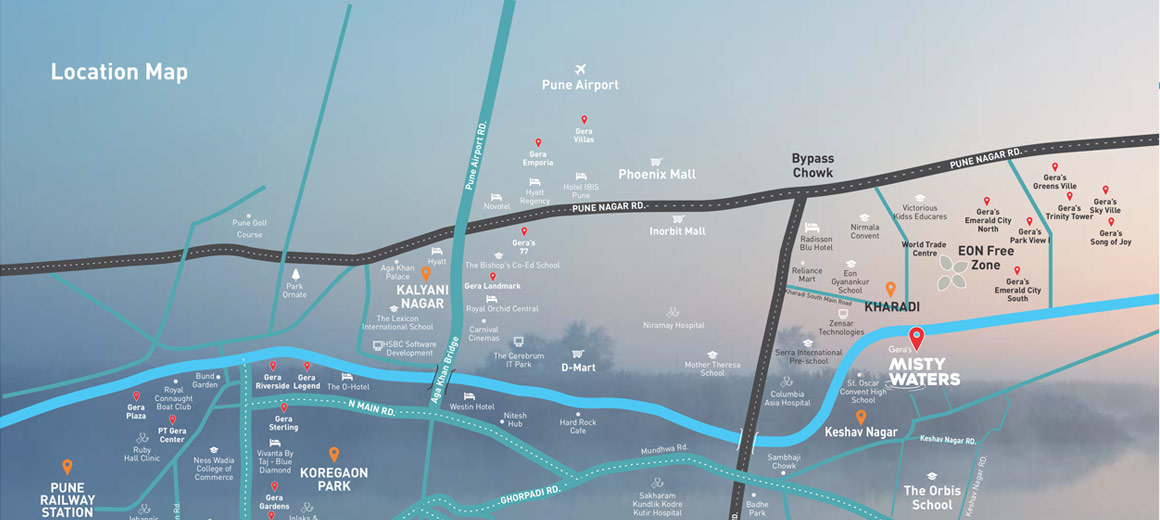 Location Map
Pune Airport
Pune Airport RD.
Gera
Villas
Gera
Emporia
Phoenix Mall
Bypass
Chowk
PUNE NAGAR RD.
Hotel IBIS
Pune
Hyatt
Regency
Novotel
PUNE NAGAR RD.
Inorbit Mall
Pune Golf
Course
Gera's
77
The Bishop's Co-Ed School
Hyatt
Aga Khan
Palace
KALYANI
NAGAR
Gera Landmark
Royal Orchid Central
Park
Ornate
The Lexicon
International School
HSBC Software
Development
Carnival
Cinemas
The Cerebrum
IT Park
D-Mart
Niramay Hospital
Mother Theresa
School
Radisson
Blu Hotel
Nirmala
Convent
Victorious
Kidss Educares
World Trade
Centre
EON Free
Zone
Reliance
Mart
Eon
Gyanankur
School
Kharadi South Main Road
KHARADI
Zensar
Technologies
Serra International
Pre-school
Gera's
Greens Ville
Gera's
Trinity Tower
Gera's
Sky Ville
Gera's
Song of Joy
Gera's
Emerald City
North
Gera's
Park View I
Gera's
Emerald City
South
Gera's
MISTY
WATERS
Columbia
Asia Hospital
St. Oscar
Convent High
School
Keshav Nagar
Keshav Nagar RD.
Keshav Nagar RD.
The Orbis
School
Sambhaji
Chowk
Badhe
Park
RD.
Mundhwa Rd.
Sakharam
Kundlik Kodre
Kutir Hospital
GHORPADI RD.
Aga Khan Bridge
Westin Hotel
Nitesh
Hub
Hard Rock
Cafe
N MAIN RD.
Bund
Garden
Royal
Connaught
Boat Club
Gera
Riverside
Gera
Legend
The O-Hotel
Gera
Plaza
PT Gera
Center
Gera
Sterling
Ruby
Hall Clinic
Ness Wadia
College of
Commerce
Vivanta By
Taj - Blue
Diamond
KOREGAON
PARK
Gera
Gardens
PUNE
RAILWAY
STATION
Jehangir
n Rd.
Inlaks &